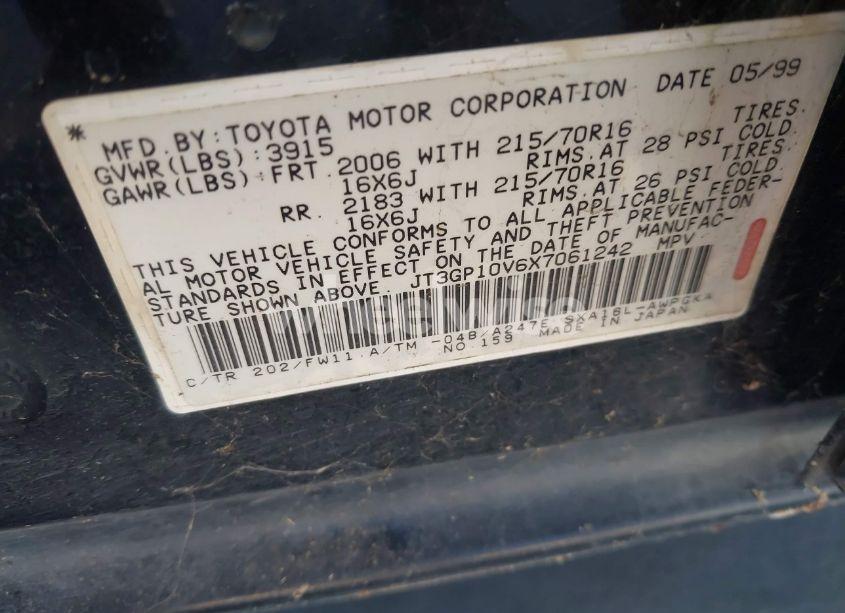 * MFD. BY: TOYOTA MOTOR CORPORATION DATE 05/99
GVWR(LBS): 3915
GAWR(LBS): FRT. 2006 WITH 215/70R16 TIRES.
16X6J RIMS. AT 28 PSI COLD.
RR. 2183 WITH 215/70R16 TIRES.
16X6J RIMS. AT 26 PSI COLD.
THIS VEHICLE CONFORMS TO ALL APPLICABLE FEDER-
AL MOTOR VEHICLE SAFETY AND THEFT PREVENTION
STANDARDS IN EFFECT ON THE DATE OF MANUFAC-
TURE SHOWN ABOVE. JT3GP10V6X7061242 MPV
C/TR 202/FW11. A/TM -04B/A247E. SXA16L-AWPGKA
NO. 159 MADE IN JAPAN